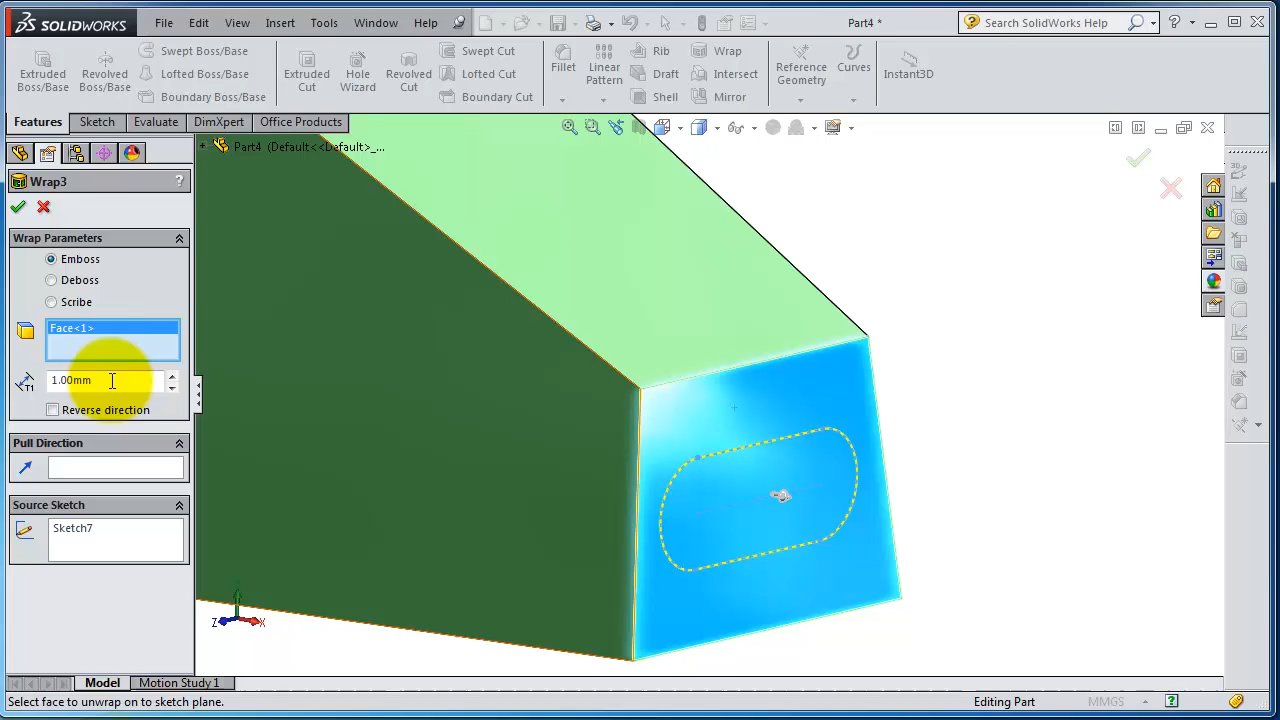 SOLIDWORKS File Edit View Insert Tools Window Help Part4 * Search SolidWorks Help ?
Extruded Boss/Base
Revolved Boss/Base
Swept Boss/Base
Lofted Boss/Base
Boundary Boss/Base
Extruded Cut
Hole Wizard
Revolved Cut
Swept Cut
Lofted Cut
Boundary Cut
Fillet
Linear Pattern
Rib
Draft
Shell
Wrap
Intersect
Mirror
Reference Geometry
Curves
Instant3D
Features Sketch Evaluate DimXpert Office Products
Part4 (Default<<Default>_...
Wrap3 ?
Wrap Parameters
Emboss
Deboss
Scribe
Face<1>
T1 1.00mm
Reverse direction
Pull Direction
Source Sketch
Sketch7
Z X
3D
Model Motion Study 1
Select face to unwrap on to sketch plane. Editing Part MMGS ?